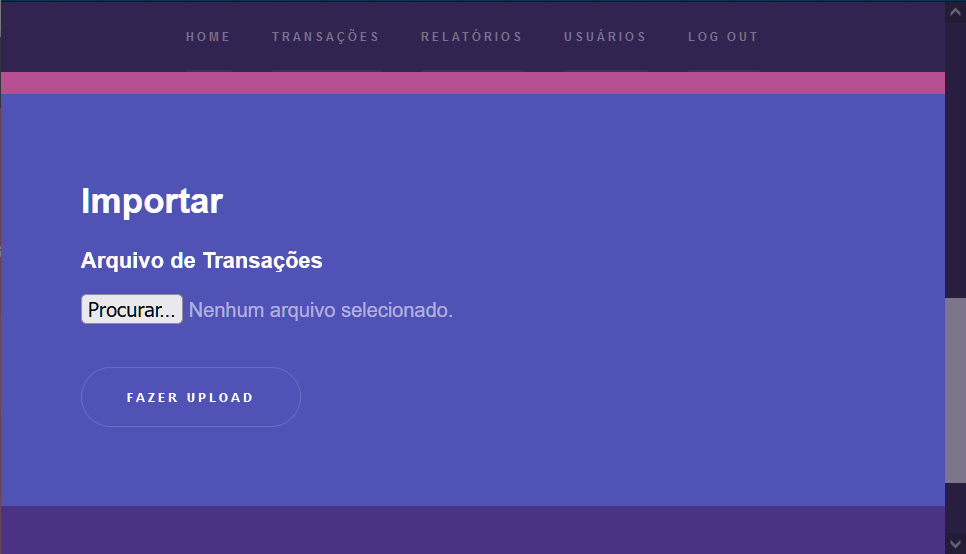 HOME TRANSAÇÕES RELATÓRIOS USUÁRIOS LOG OUT
Importar
Arquivo de Transações
Procurar... Nenhum arquivo selecionado.
FAZER UPLOAD